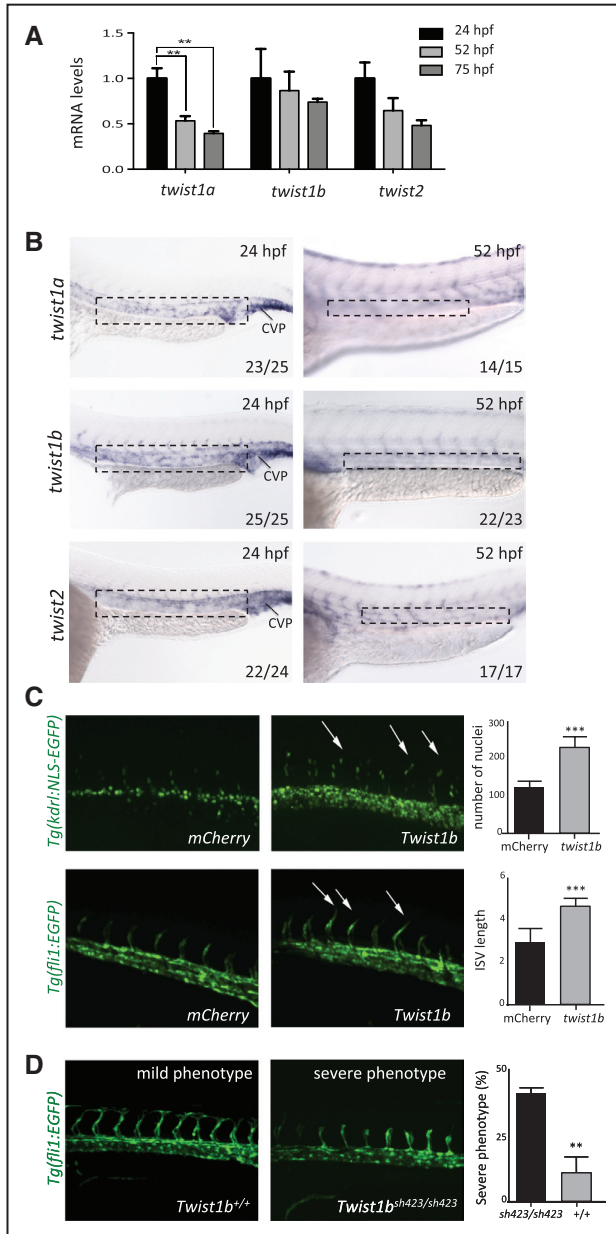 A
24 hpf
52 hpf
75 hpf
mRNA levels
1.0
0.5
0.0
**
**
twist1a
twist1b
twist2
B
twist1a
24 hpf
CVP
23/25
52 hpf
14/15
twist1b
24 hpf
CVP
25/25
52 hpf
22/23
twist2
24 hpf
CVP
22/24
52 hpf
17/17
C
Tg(kdrl:NLS-EGFP)
mCherry
Twist1b
number of nuclei
300
200
100
0
***
mCherry
twist1b
Tg(fli1:EGFP)
mCherry
Twist1b
ISV length
6
4
2
0
***
mCherry
twist1b
D
Tg(fli1:EGFP)
mild phenotype
Twist1b+/+
severe phenotype
Twist1bsh423/sh423
Severe phenotype (%)
50
25
0
**
sh423/sh423
+/+